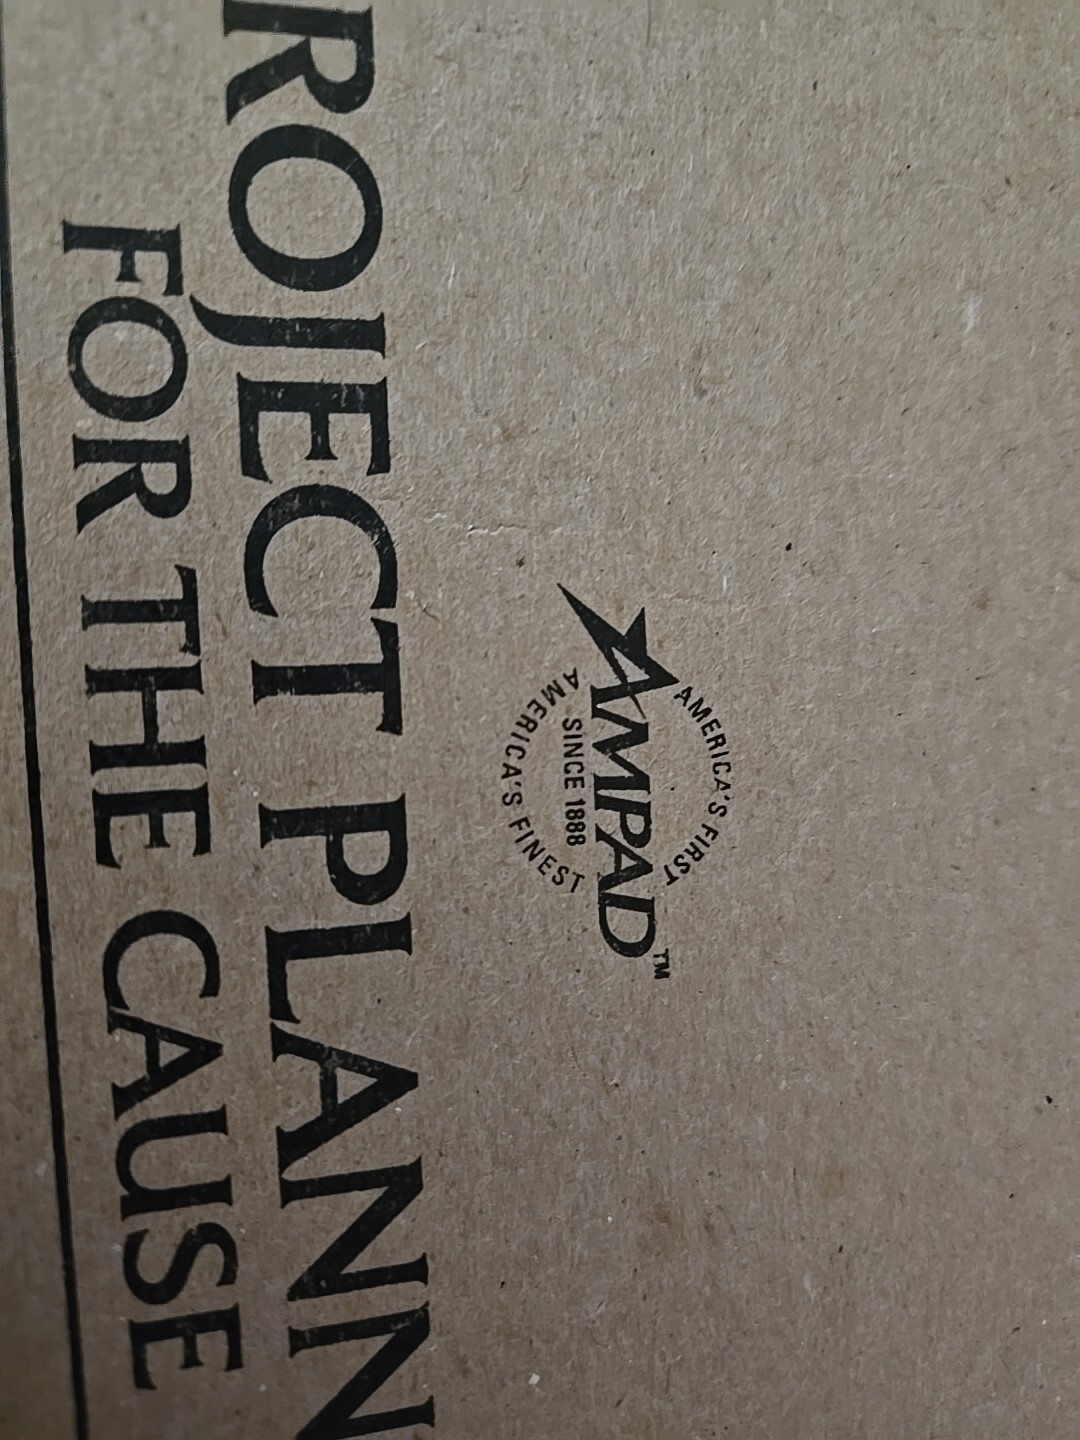 AMERICA'S FIRST
AMPAD™
SINCE 1888
AMERICA'S FINEST
ROJECT PLANN
FOR THE CAUSE